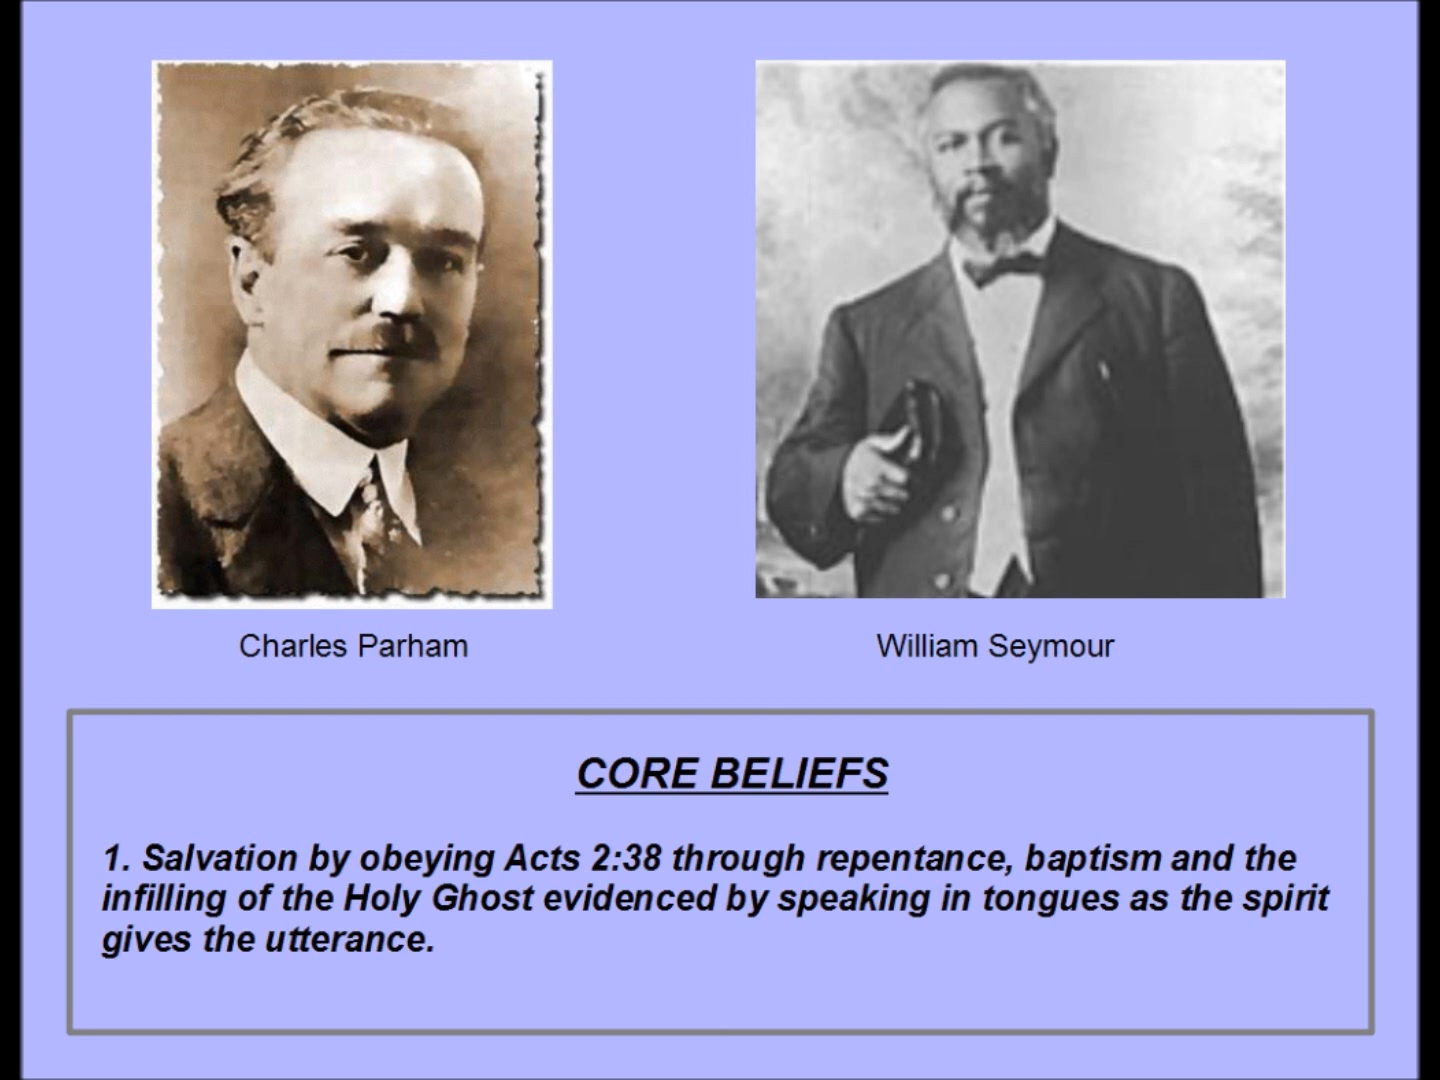 Charles Parham
William Seymour
CORE BELIEFS
1. Salvation by obeying Acts 2:38 through repentance, baptism and the
infilling of the Holy Ghost evidenced by speaking in tongues as the spirit
gives the utterance.